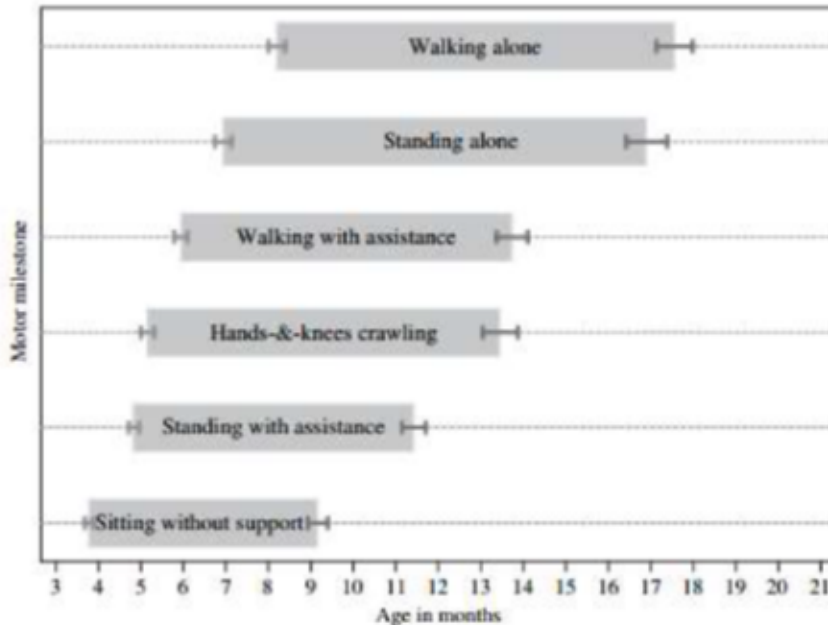 Walking alone
Standing alone
Walking with assistance
Hands-&-knees crawling
Standing with assistance
Sitting without support
Motor milestone
3 4 5 6 7 8 9 10 11 12 13 14 15 16 17 18 19 20 21
Age in months